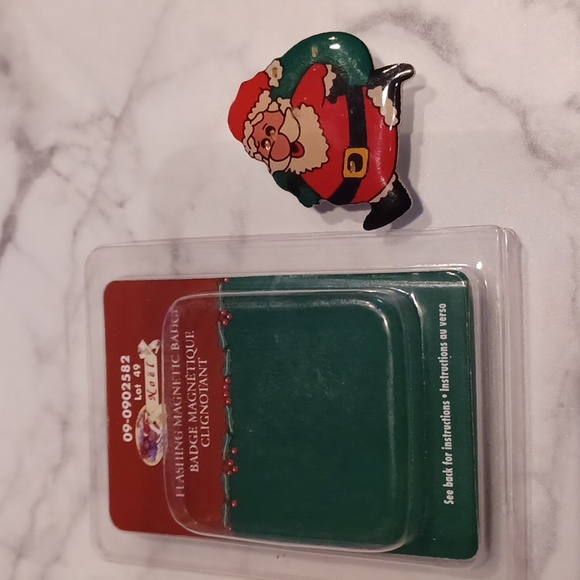 09-0902582
Lot 49
Noël
FLASHING MAGNETIC BADGE
BADGE MAGNÉTIQUE
CLIGNOTANT
See back for instructions • Instructions au verso